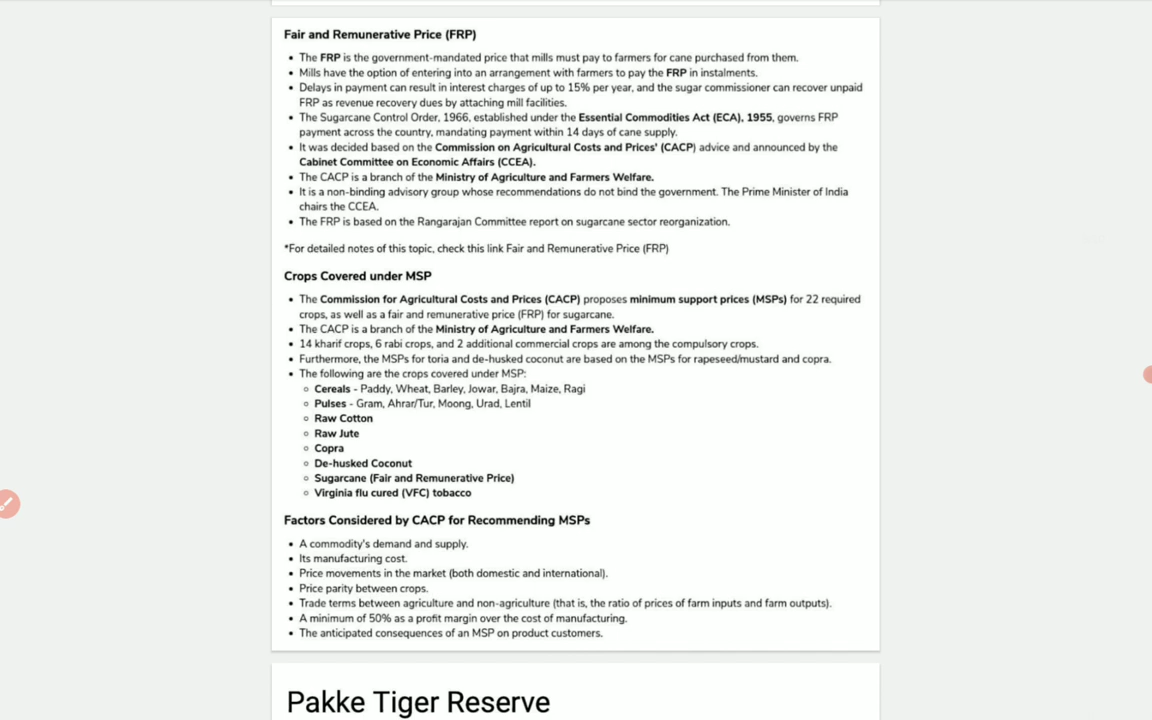 Fair and Remunerative Price (FRP)
• The FRP is the government-mandated price that mills must pay to farmers for cane purchased from them.
• Mills have the option of entering into an arrangement with farmers to pay the FRP in instalments.
• Delays in payment can result in interest charges of up to 15% per year, and the sugar commissioner can recover unpaid
FRP as revenue recovery dues by attaching mill facilities.
• The Sugarcane Control Order, 1966, established under the Essential Commodities Act (ECA), 1955, governs FRP
payment across the country, mandating payment within 14 days of cane supply.
• It was decided based on the Commission on Agricultural Costs and Prices' (CACP) advice and announced by the
Cabinet Committee on Economic Affairs (CCEA).
• The CACP is a branch of the Ministry of Agriculture and Farmers Welfare.
• It is a non-binding advisory group whose recommendations do not bind the government. The Prime Minister of India
chairs the CCEA.
• The FRP is based on the Rangarajan Committee report on sugarcane sector reorganization.
*For detailed notes of this topic, check this link Fair and Remunerative Price (FRP)
Crops Covered under MSP
• The Commission for Agricultural Costs and Prices (CACP) proposes minimum support prices (MSPs) for 22 required
crops, as well as a fair and remunerative price (FRP) for sugarcane.
• The CACP is a branch of the Ministry of Agriculture and Farmers Welfare.
• 14 kharif crops, 6 rabi crops, and 2 additional commercial crops are among the compulsory crops.
• Furthermore, the MSPs for toria and de-husked coconut are based on the MSPs for rapeseed/mustard and copra.
• The following are the crops covered under MSP:
◦ Cereals - Paddy, Wheat, Barley, Jowar, Bajra, Maize, Ragi
◦ Pulses - Gram, Ahrar/Tur, Moong, Urad, Lentil
◦ Raw Cotton
◦ Raw Jute
◦ Copra
◦ De-husked Coconut
◦ Sugarcane (Fair and Remunerative Price)
◦ Virginia flu cured (VFC) tobacco
Factors Considered by CACP for Recommending MSPs
• A commodity's demand and supply.
• Its manufacturing cost.
• Price movements in the market (both domestic and international).
• Price parity between crops.
• Trade terms between agriculture and non-agriculture (that is, the ratio of prices of farm inputs and farm outputs).
• A minimum of 50% as a profit margin over the cost of manufacturing.
• The anticipated consequences of an MSP on product customers.
Pakke Tiger Reserve